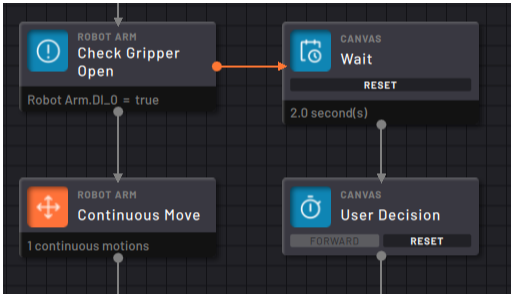 ROBOT ARM
Check Gripper
Open
Robot Arm.DI_0 = true
CANVAS
Wait
RESET
2.0 second(s)
ROBOT ARM
Continuous Move
1 continuous motions
CANVAS
User Decision
FORWARD
RESET